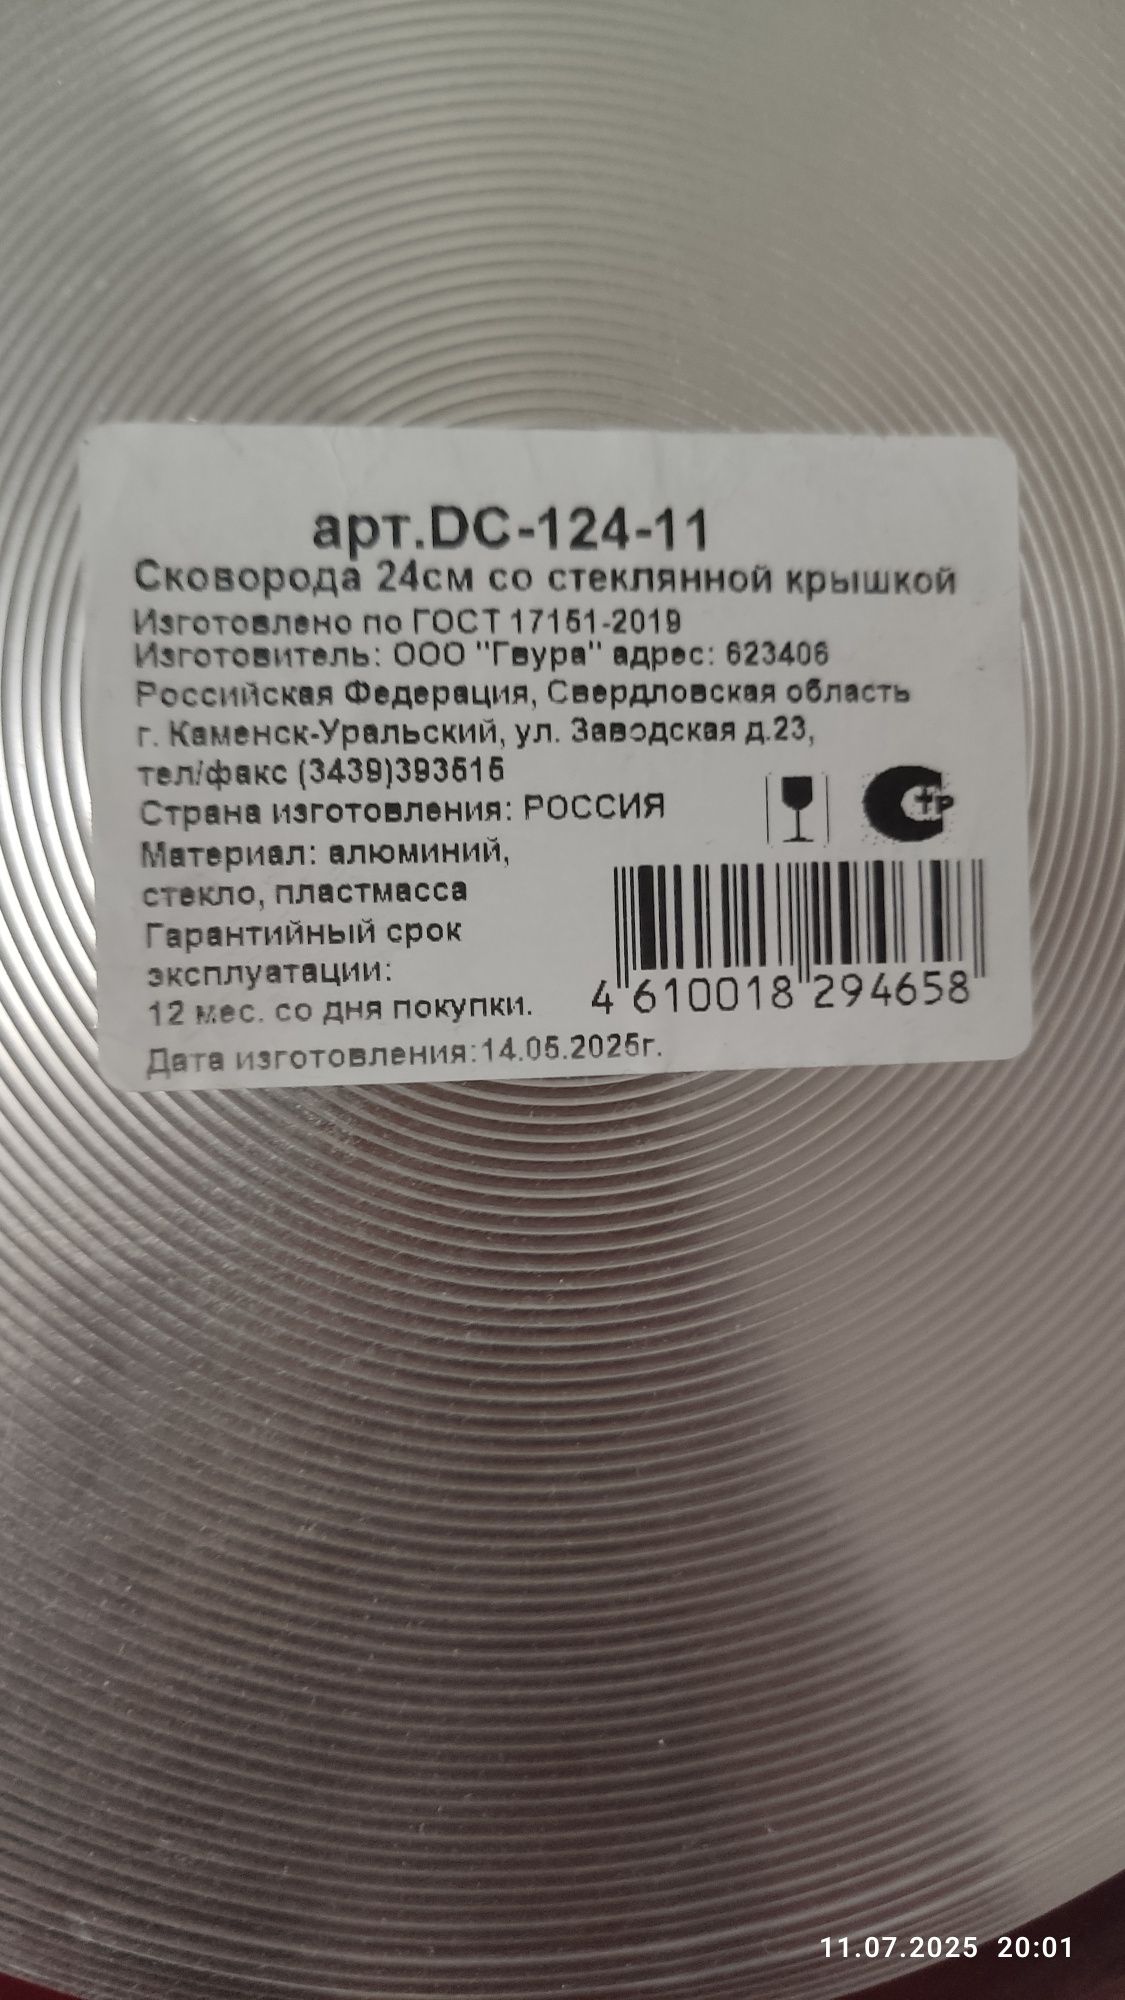 арт.DC-124-11
Сковорода 24см со стеклянной крышкой
Изготовлено по ГОСТ 17151-2019
Изготовитель: ООО "Гвура" адрес: 623406
Российская Федерация, Свердловская область
г. Каменск-Уральский, ул. Заводская д.23,
тел/факс (3439)393515
Страна изготовления: РОССИЯ
Материал: алюминий,
стекло, пластмасса
Гарантийный срок
эксплуатации:
12 мес. со дня покупки.
Дата изготовления:14.05.2025г.
4 610018 294658
11.07.2025 20:01